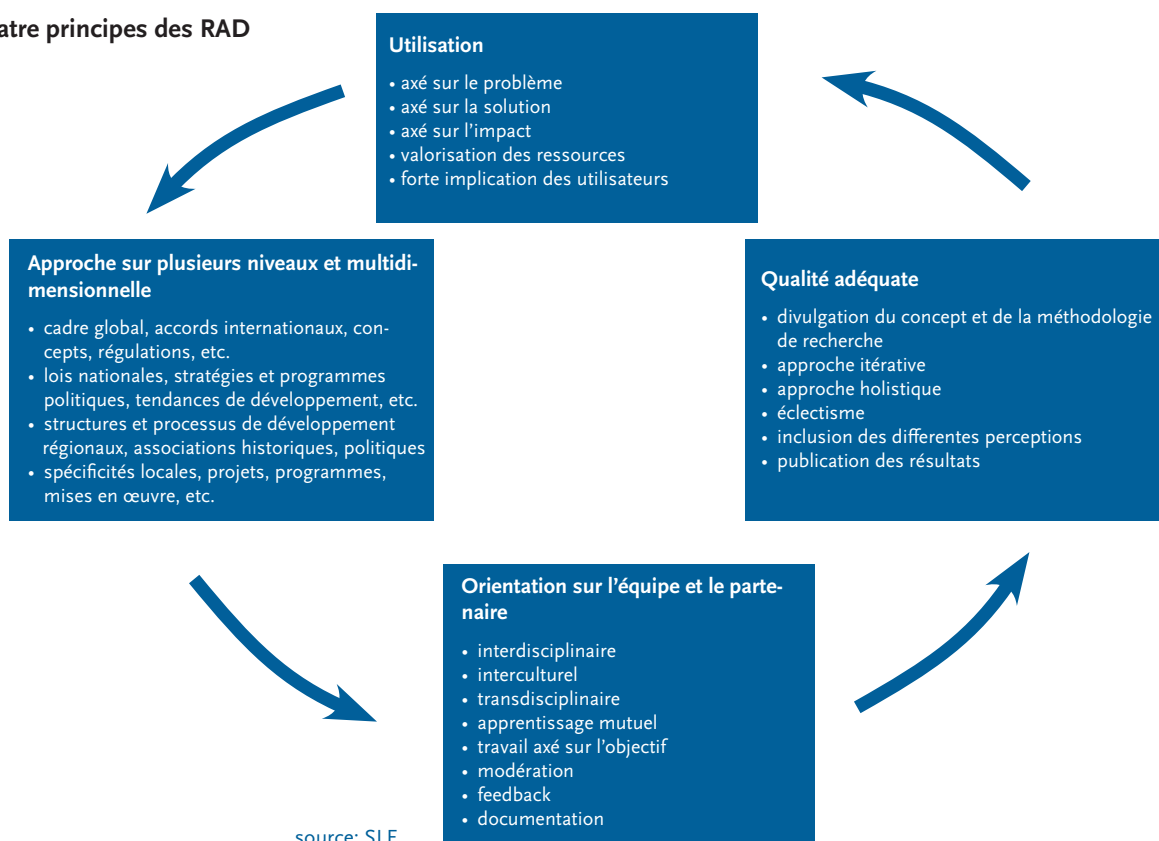 atre principes des RAD
Utilisation
• axé sur le problème
• axé sur la solution
• axé sur l'impact
• valorisation des ressources
• forte implication des utilisateurs
Approche sur plusieurs niveaux et multidi-
mensionnelle
• cadre global, accords internationaux, con-
cepts, régulations, etc.
• lois nationales, stratégies et programmes
politiques, tendances de développement, etc.
• structures et processus de développement
régionaux, associations historiques, politiques
• spécificités locales, projets, programmes,
mises en œuvre, etc.
Qualité adéquate
• divulgation du concept et de la méthodologie
de recherche
• approche itérative
• approche holistique
• éclectisme
• inclusion des differentes perceptions
• publication des résultats
Orientation sur l'équipe et le parte-
naire
• interdisciplinaire
• interculturel
• transdisciplinaire
• apprentissage mutuel
• travail axé sur l'objectif
• modération
• feedback
• documentation
source: